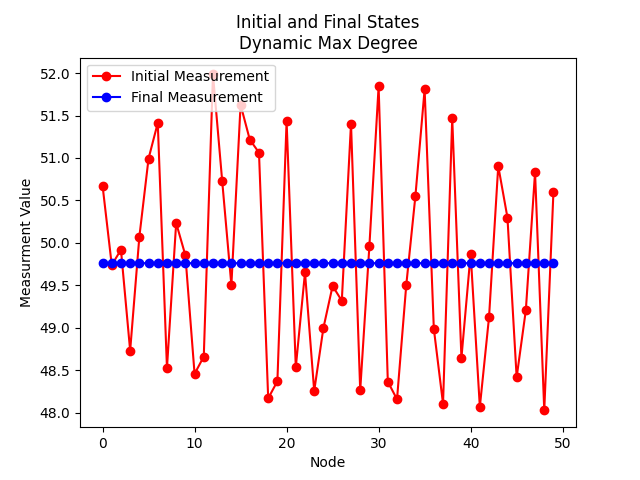 Initial and Final States
Dynamic Max Degree
Initial Measurement
Final Measurement
Measurment Value
52.0
51.5
51.0
50.5
50.0
49.5
49.0
48.5
48.0
0
10
20
30
40
50
Node